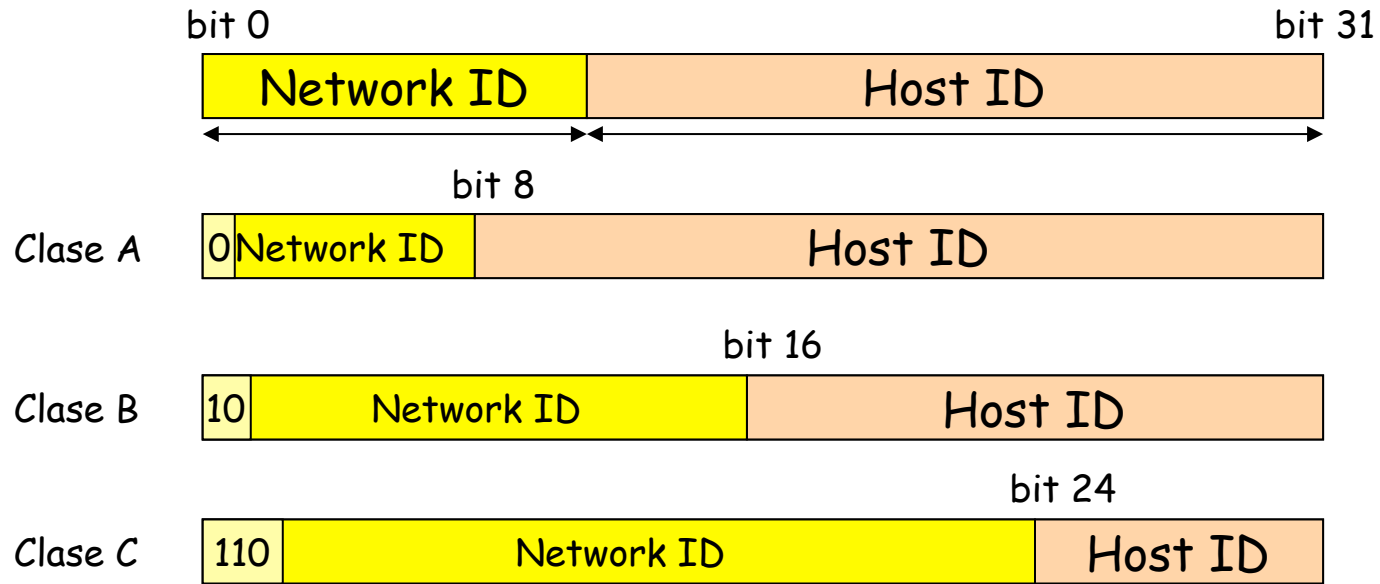 bit 0 bit 31
Network ID Host ID
bit 8
Clase A 0 Network ID Host ID
bit 16
Clase B 10 Network ID Host ID
bit 24
Clase C 110 Network ID Host ID